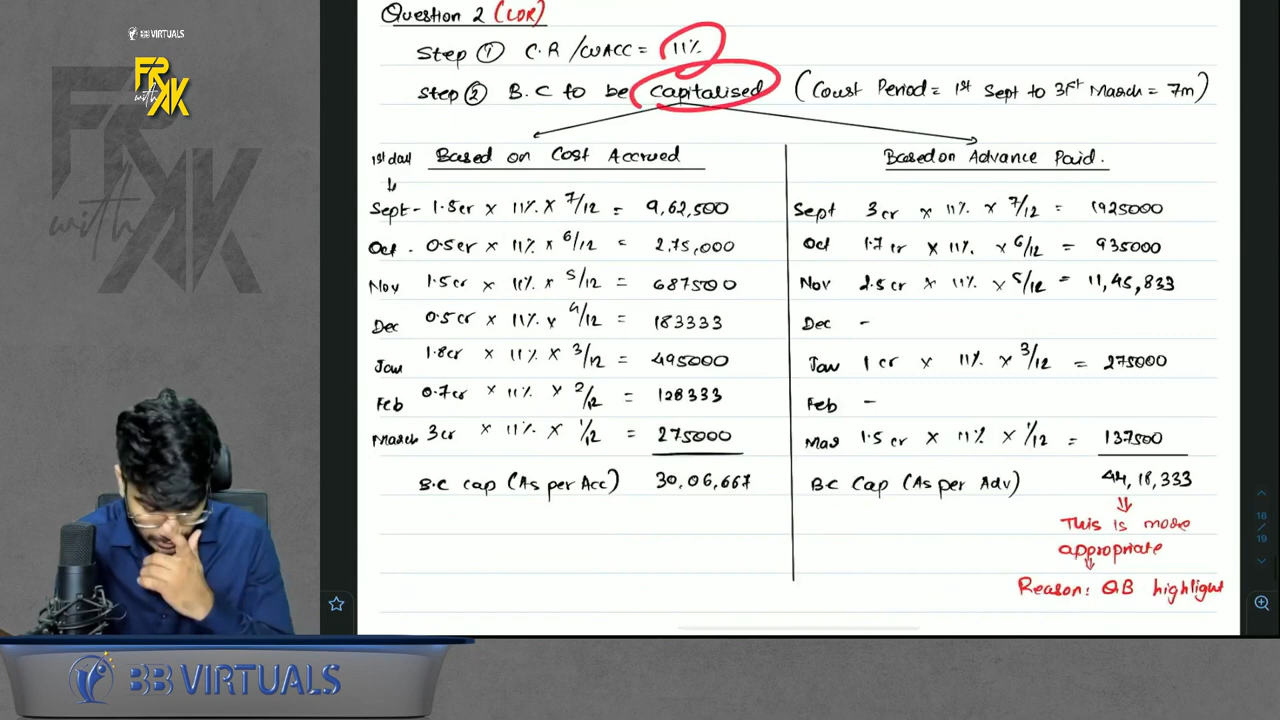 Question 2 (LDR)
Step ① C.R /WACC = 11%
Step ② B.C to be Capitalised (Const Period = 1st Sept to 31st March = 7m)
1st day Based on Cost Accrued
Sept - 1.5cr × 11% × 7/12 = 9,62,500
Oct - 0.5cr × 11% × 6/12 = 2,75,000
Nov 1.5cr × 11% × 5/12 = 687500
Dec 0.5cr × 11% × 4/12 = 183333
Jan 1.8cr × 11% × 3/12 = 495000
Feb 0.7cr × 11% × 2/12 = 128333
March 3cr × 11% × 1/12 = 275000
B.C cap (As per Acc) 30,06,667
Based on Advance Paid.
Sept 3cr × 11% × 7/12 = 1925000
Oct 1.7cr × 11% × 6/12 = 935000
Nov 2.5cr × 11% × 5/12 = 11,45,833
Dec -
Jan 1cr × 11% × 3/12 = 275000
Feb -
Mar 1.5cr × 11% × 1/12 = 137500
BC Cap (As per Adv) 44,18,333
This is more
appropriate
Reason: QB highlight
BB VIRTUALS
FR
with
AK
FR
with
AK
18
/
19
BB VIRTUALS